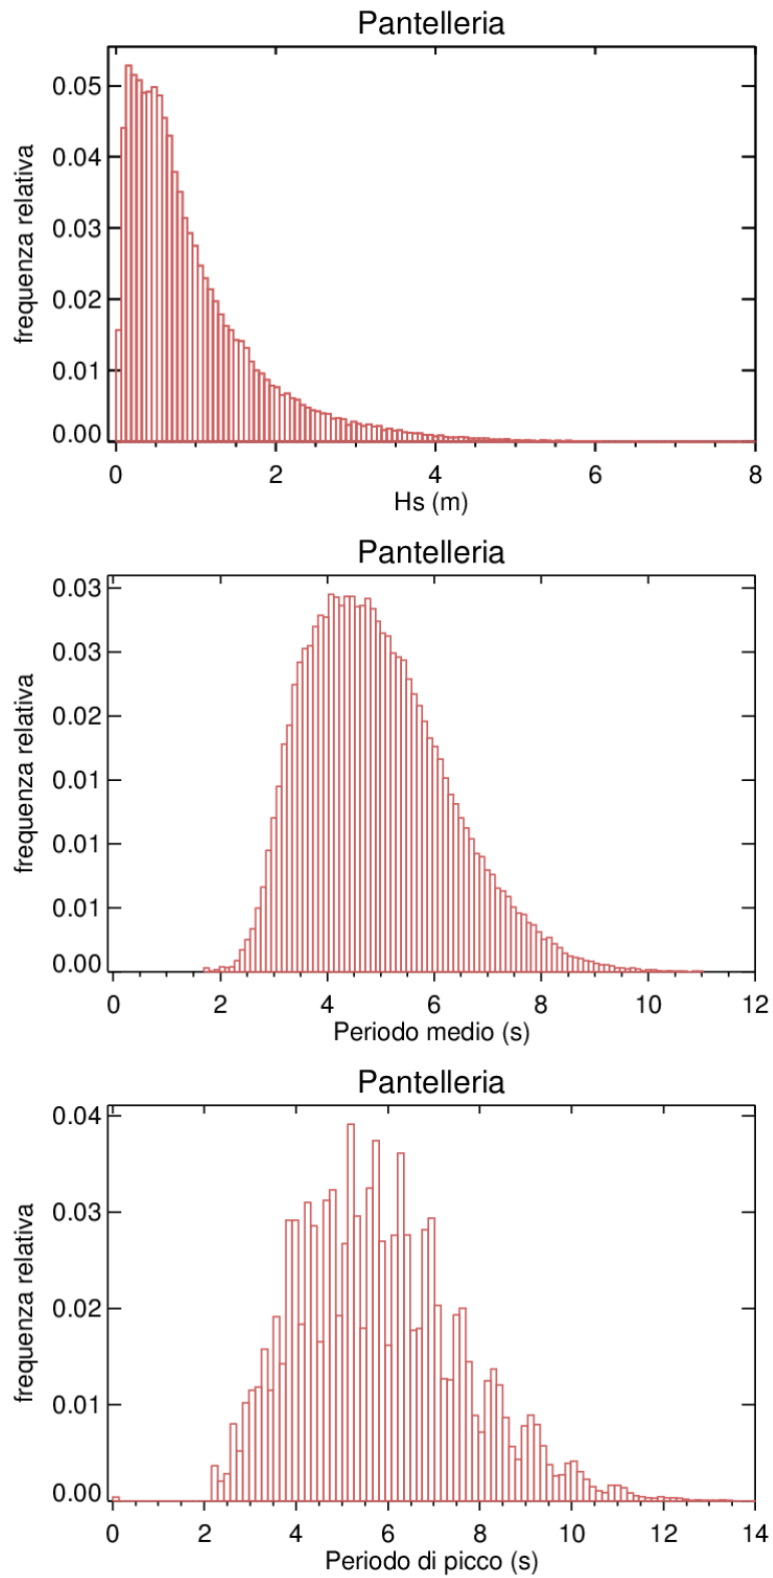 Pantelleria
0.05
0.04
0.03
0.02
0.01
0.00
frequenza relativa
0 2 4 6 8
Hs (m)
Pantelleria
0.03
0.03
0.02
0.01
0.01
0.01
0.00
frequenza relativa
0 2 4 6 8 10 12
Periodo medio (s)
Pantelleria
0.04
0.03
0.02
0.01
0.00
frequenza relativa
0 2 4 6 8 10 12 14
Periodo di picco (s)